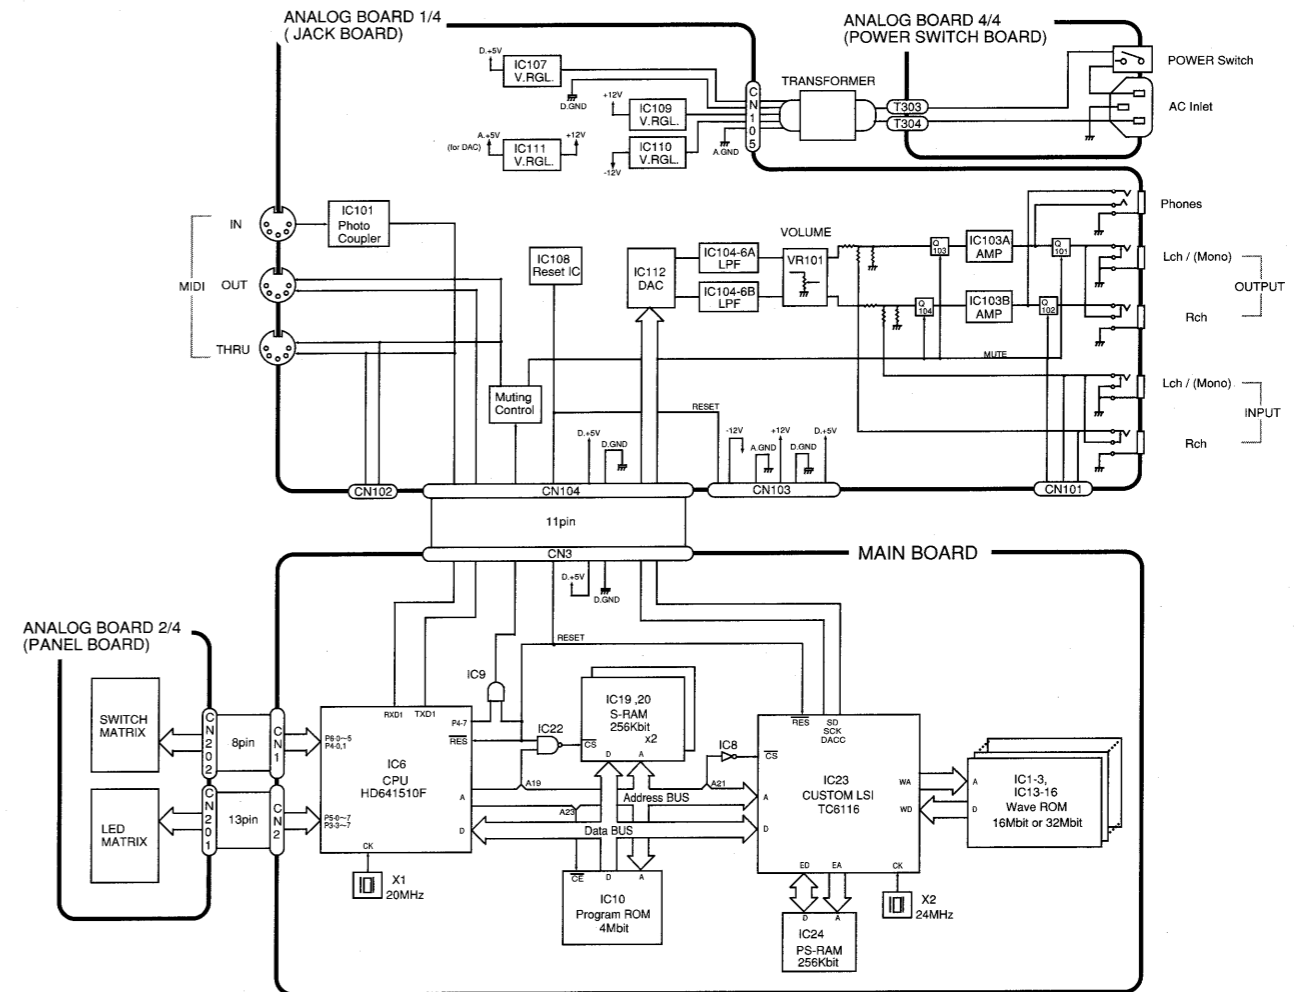 ANALOG BOARD 1/4
( JACK BOARD)
ANALOG BOARD 4/4
(POWER SWITCH BOARD)
D.+5V
IC107
V.RGL.
D.GND
+12V
IC109
V.RGL.
A.+5V
(for DAC)
IC111
V.RGL.
+12V
IC110
V.RGL.
-12V
A.GND
CN105
TRANSFORMER
T303
T304
POWER Switch
AC Inlet
MIDI
IN
OUT
THRU
IC101
Photo
Coupler
IC108
Reset IC
IC112
DAC
IC104-6A
LPF
IC104-6B
LPF
VOLUME
VR101
Q
103
Q
104
IC103A
AMP
IC103B
AMP
Q
101
Q
102
MUTE
Phones
Lch / (Mono)
OUTPUT
Rch
Lch / (Mono)
INPUT
Rch
Muting
Control
RESET
D.+5V
D.GND
-12V
A.GND
+12V
D.GND
D.+5V
CN102
CN104
CN103
CN101
11pin
CN3
MAIN BOARD
D.+5V
D.GND
RESET
ANALOG BOARD 2/4
(PANEL BOARD)
SWITCH
MATRIX
LED
MATRIX
CN202
8pin
CN1
CN201
13pin
CN2
RXD1
TXD1
P4-7
RES
P6-0~5
P4-0,1
IC6
CPU
HD641510F
P5-0~7
P3-3~7
A
D
CK
X1
20MHz
IC9
IC22
IC19 ,20
S-RAM
256Kbit
x2
CS
D
A
A19
A23
A21
Address BUS
Data BUS
CE
D
A
IC10
Program ROM
4Mbit
IC8
RES
SD
SCK
DACC
CS
IC23
CUSTOM LSI
TC6116
A
D
WA
WD
ED
EA
CK
X2
24MHz
D
A
IC24
PS-RAM
256Kbit
A
D
IC1-3,
IC13-16
Wave ROM
16Mbit or 32Mbit